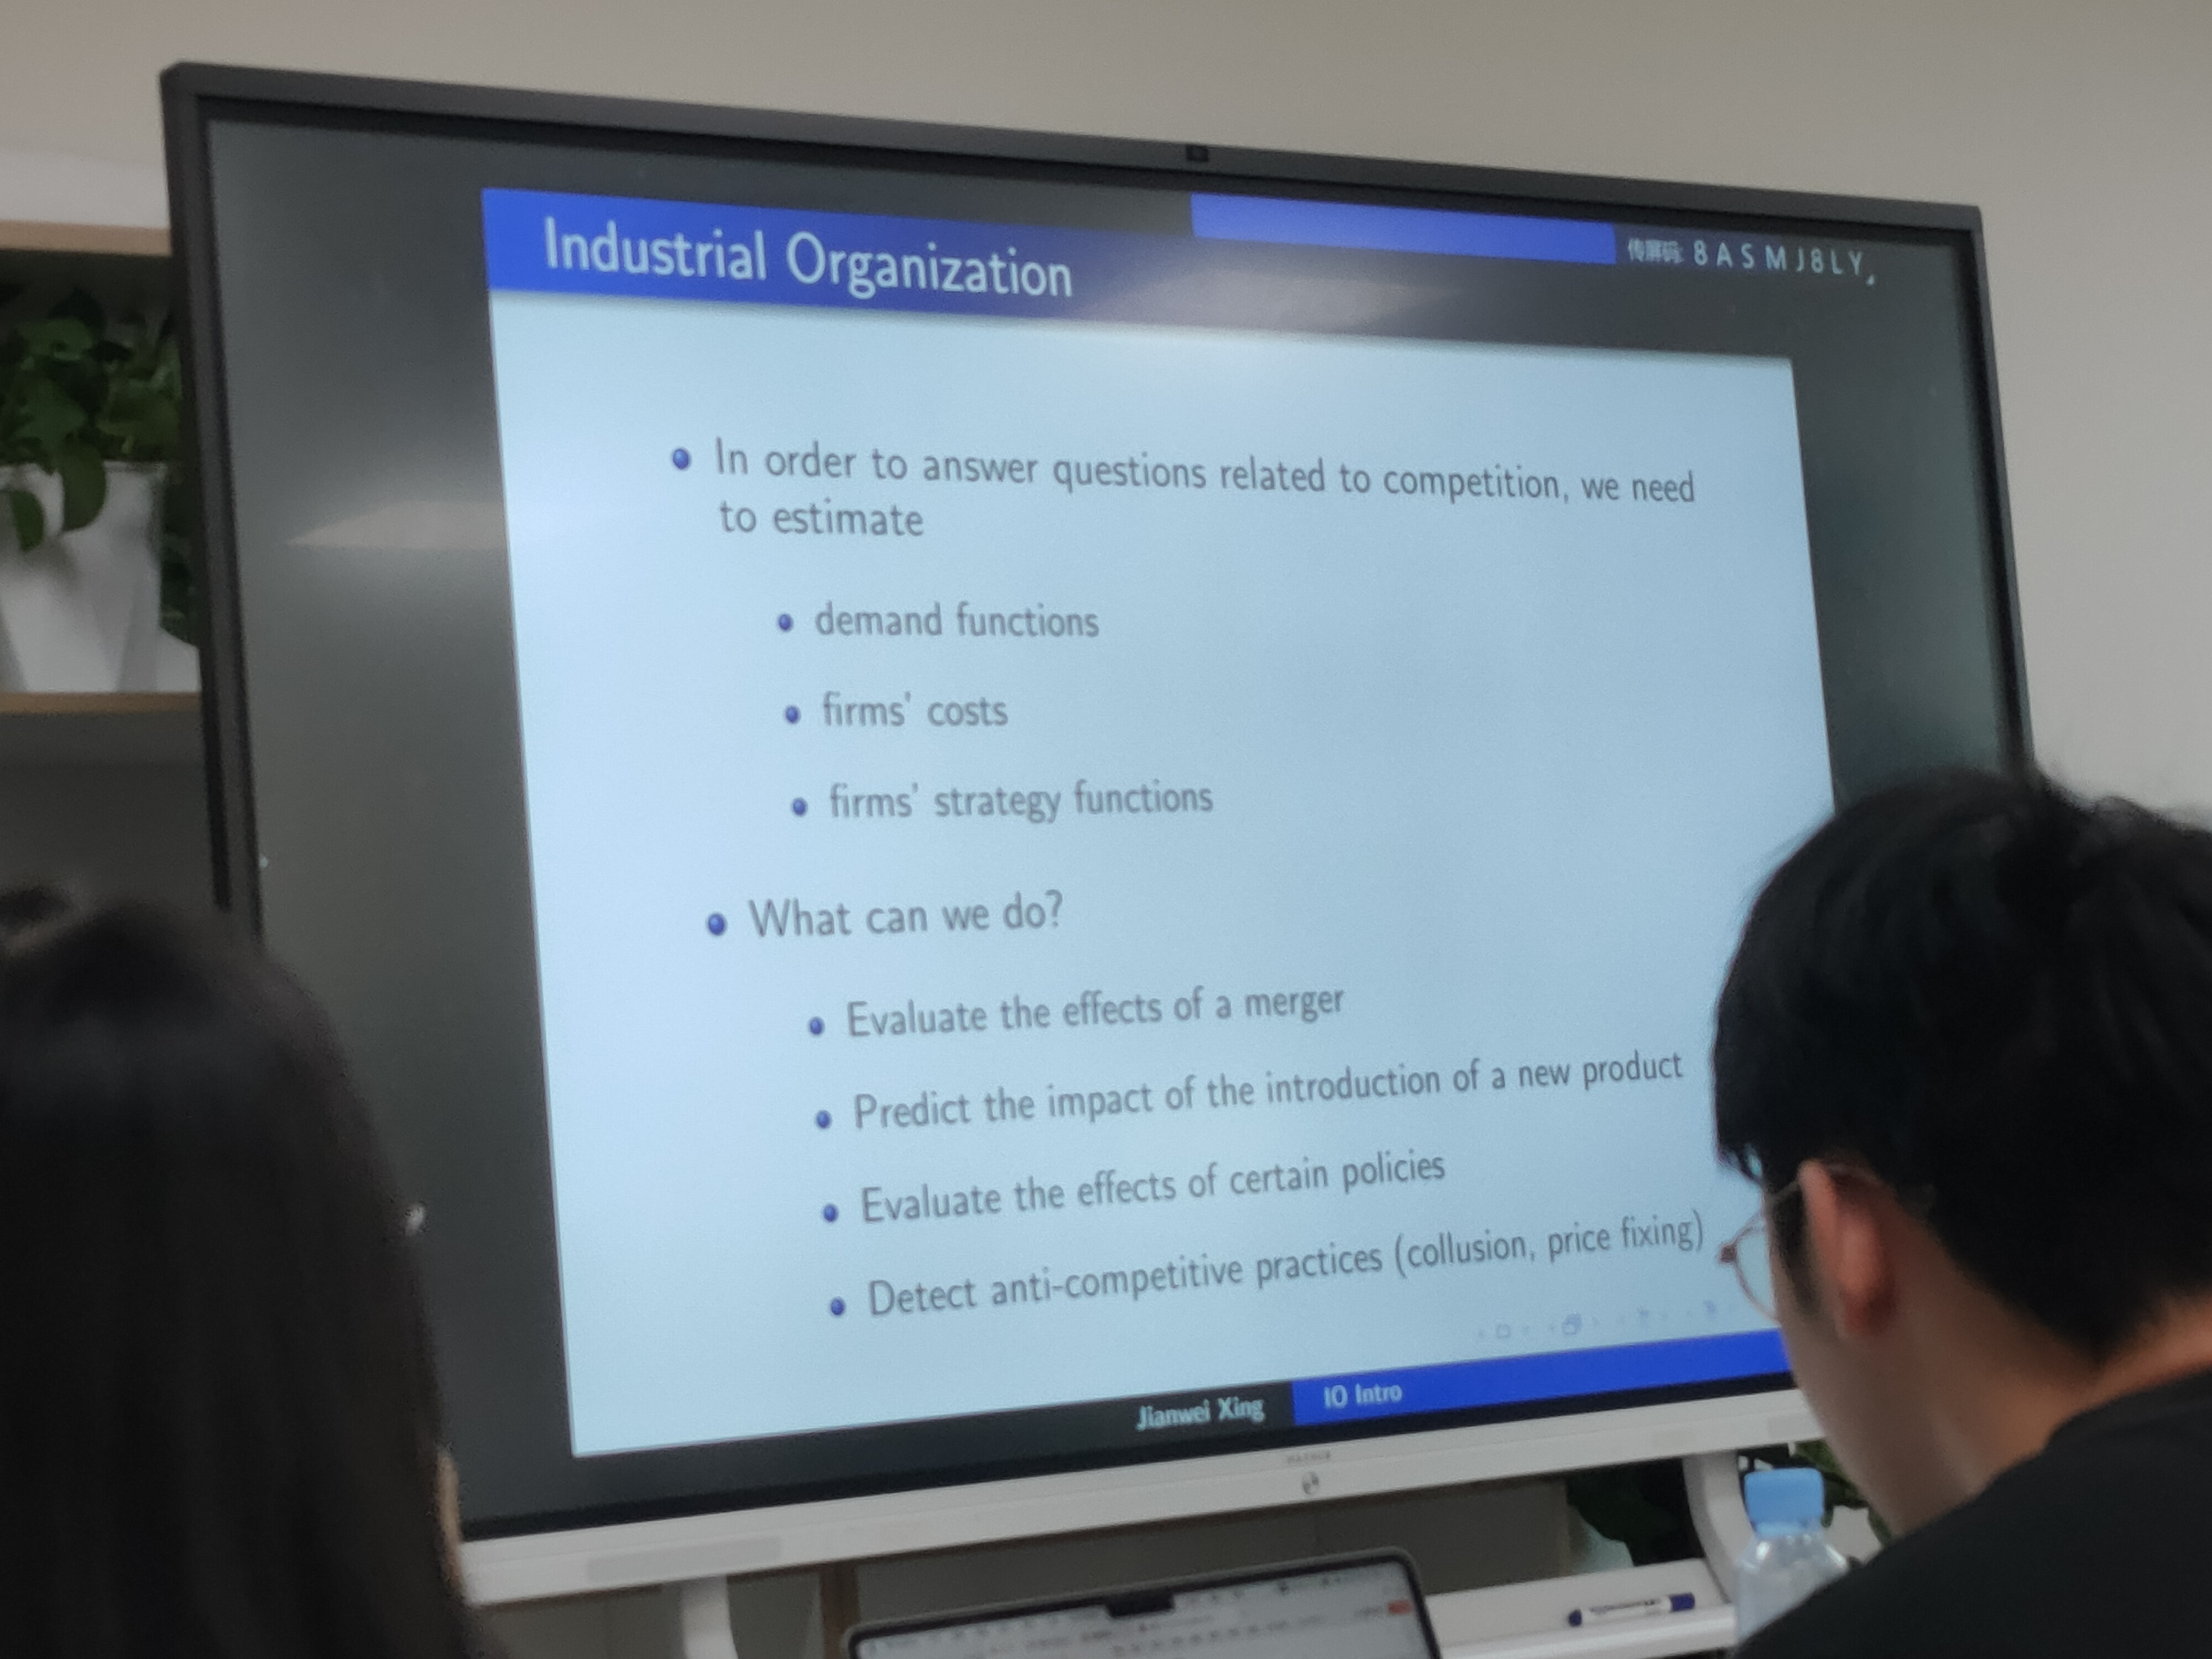 Industrial Organization
传屏码: 8ASMJ8LY
In order to answer questions related to competition, we need
to estimate
demand functions
firms' costs
firms' strategy functions
What can we do?
Evaluate the effects of a merger
Predict the impact of the introduction of a new product
Evaluate the effects of certain policies
Detect anti-competitive practices (collusion, price fixing)
Jianwei Xing
IO Intro